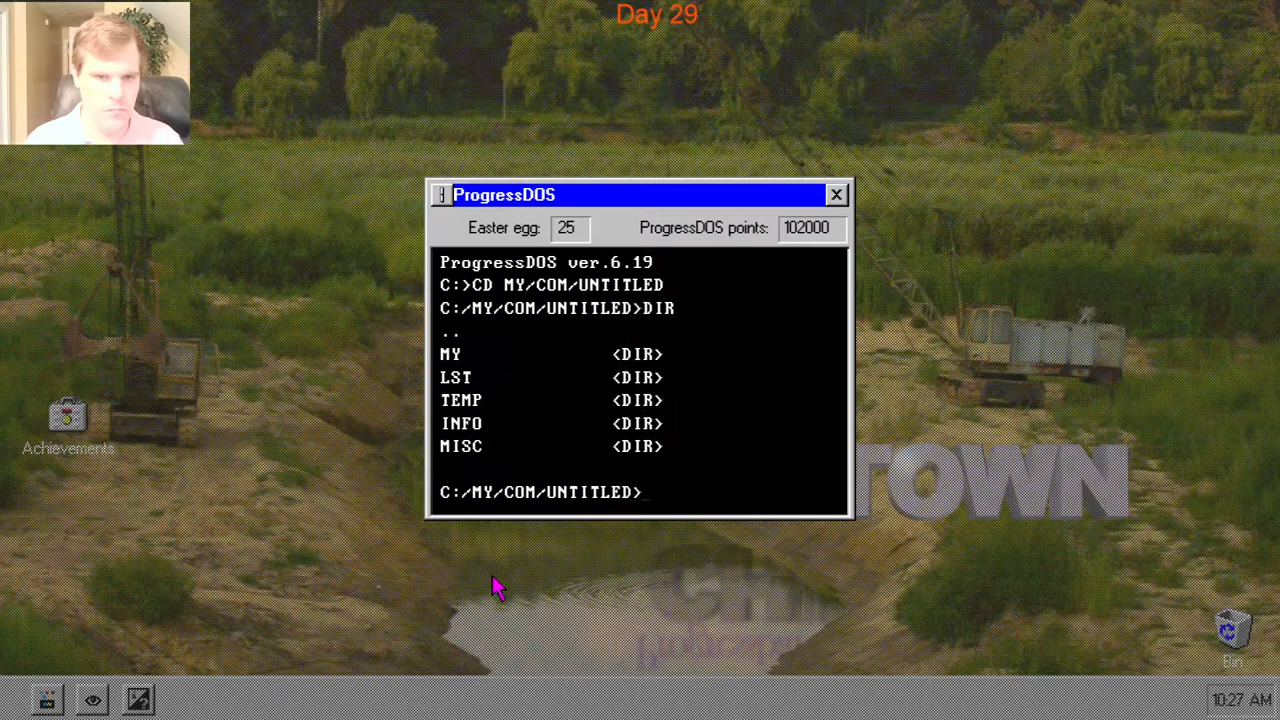 Day 29
ProgressDOS
Easter egg: 25 ProgressDOS points: 102000
ProgressDOS ver.6.19
C:>CD MY/COM/UNTITLED
C:/MY/COM/UNTITLED>DIR
..
MY <DIR>
LST <DIR>
TEMP <DIR>
INFO <DIR>
MISC <DIR>
C:/MY/COM/UNTITLED>_
Achievements
TOWN
Bin
10:27 AM